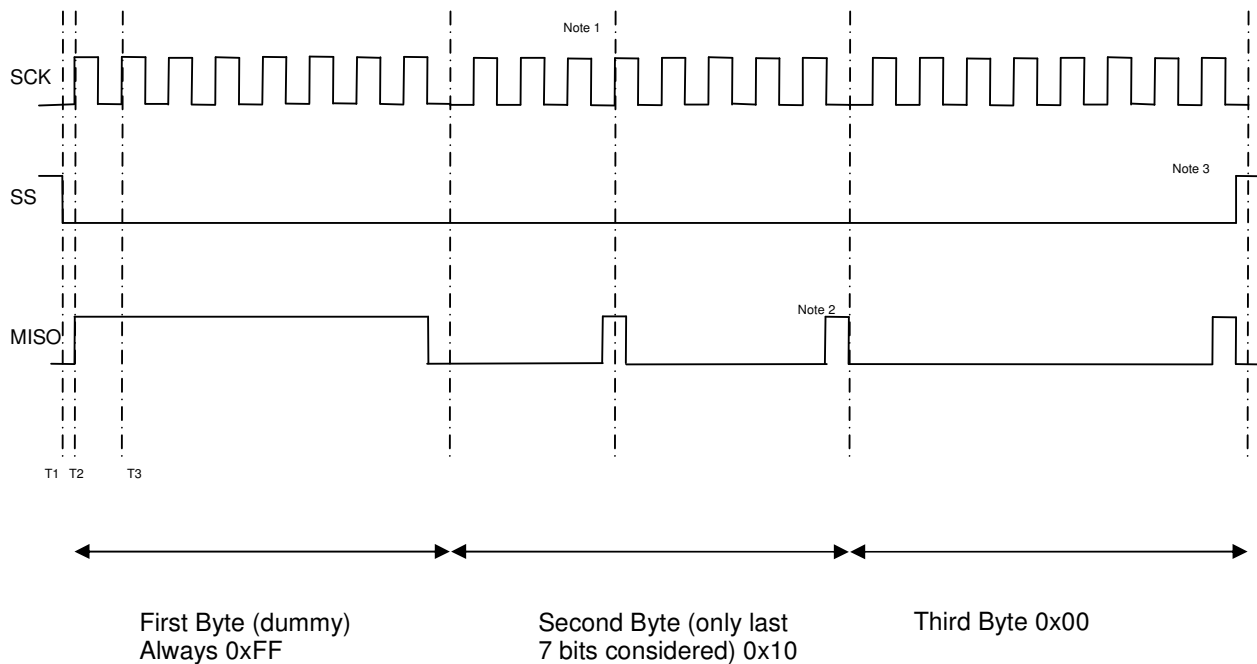 Note 1
SCK
Note 3
SS
Note 2
MISO
T1 T2 T3
First Byte (dummy)
Always 0xFF
Second Byte (only last
7 bits considered) 0x10
Third Byte 0x00